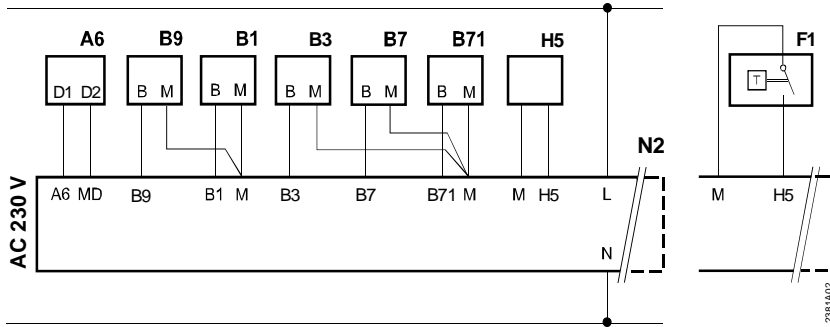 A6 B9 B1 B3 B7 B71 H5 F1
D1 D2 B M B M B M B M B M T
N2
A6 MD B9 B1 M B3 B7 B71 M M H5 L M H5
AC 230 V
N
2381A02